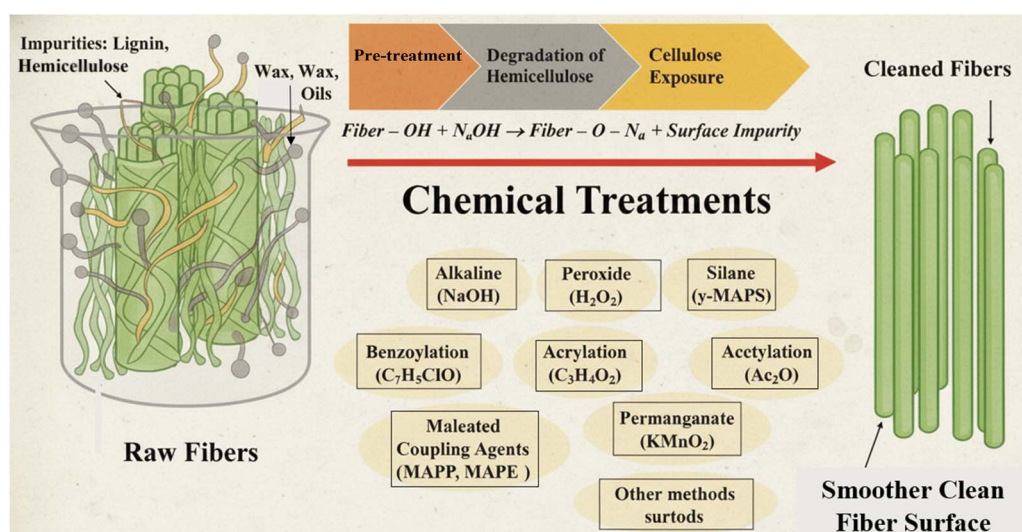 Impurities: Lignin,
Hemicellulose
Wax, Wax,
Oils
Pre-treatment
Degradation of
Hemicellulose
Cellulose
Exposure
Fiber – OH + NaOH → Fiber – O – Na + Surface Impurity
Cleaned Fibers
Chemical Treatments
Alkaline
(NaOH)
Peroxide
(H₂O₂)
Silane
(y-MAPS)
Benzoylation
(C₇H₅ClO)
Acrylation
(C₃H₄O₂)
Acctylation
(Ac₂O)
Maleated
Coupling Agents
(MAPP, MAPE )
Permanganate
(KMnO₂)
Other methods
surtods
Raw Fibers
Smoother Clean
Fiber Surface